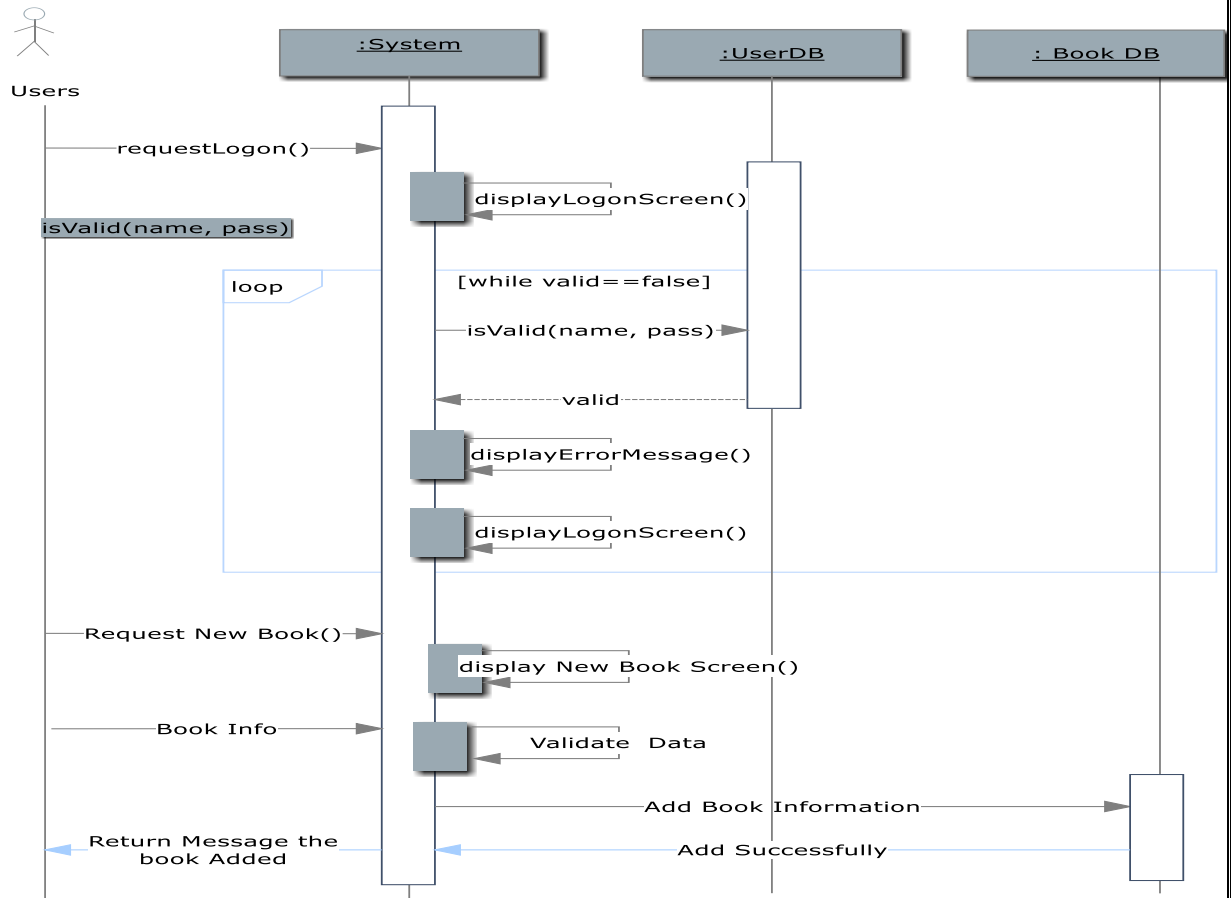 :System
:UserDB
: Book DB
Users
requestLogon()
displayLogonScreen()
isValid(name, pass)
loop
[while valid==false]
isValid(name, pass)
valid
displayErrorMessage()
displayLogonScreen()
Request New Book()
display New Book Screen()
Book Info
Validate  Data
Add Book Information
Return Message the
book Added
Add Successfully